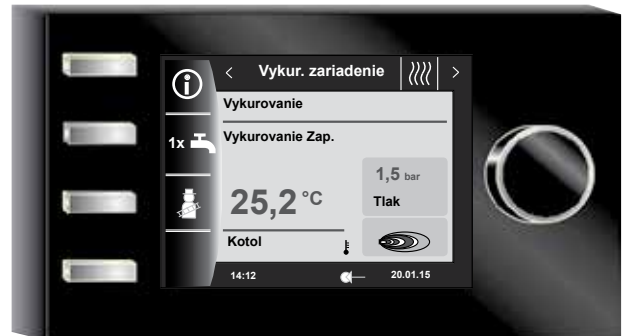 < Vykur. zariadenie >
Vykurovanie
1x Vykurovanie Zap.
1,5 bar
25,2 °C Tlak
Kotol
14:12 20.01.15